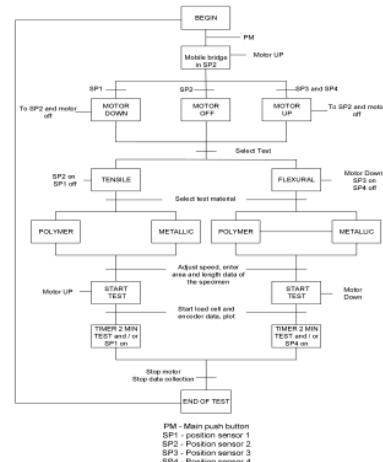 BEGIN
PM
Mobile bridge
in SP2
Motor UP
SP1
SP2
SP3 and SP4
To SP2 and motor
off
MOTOR
DOWN
MOTOR
OFF
MOTOR
UP
To SP2 and moto
off
Select Test
SP2 on
SP1 off
TENSILE
FLEXURAL
Motor Down
SP3 on
SP4 off
Select test material
POLYMER
METALLIC
POLYMER
METALLIC
Adjust speed, enter
area and length data of
the specimen
Motor UP
START
TEST
START
TEST
Motor
Down
Start load cell and
encoder data, plot
TIMER 2 MIN
TEST and / or
SP1 on
TIMER 2 MIN
TEST and / or
SP4 on
Stop motor
Stop data collection
END OF TEST
PM - Main push button
SP1 - position sensor 1
SP2 - Position sensor 2
SP3 - Position sensor 3
SP4 - Position sensor 4